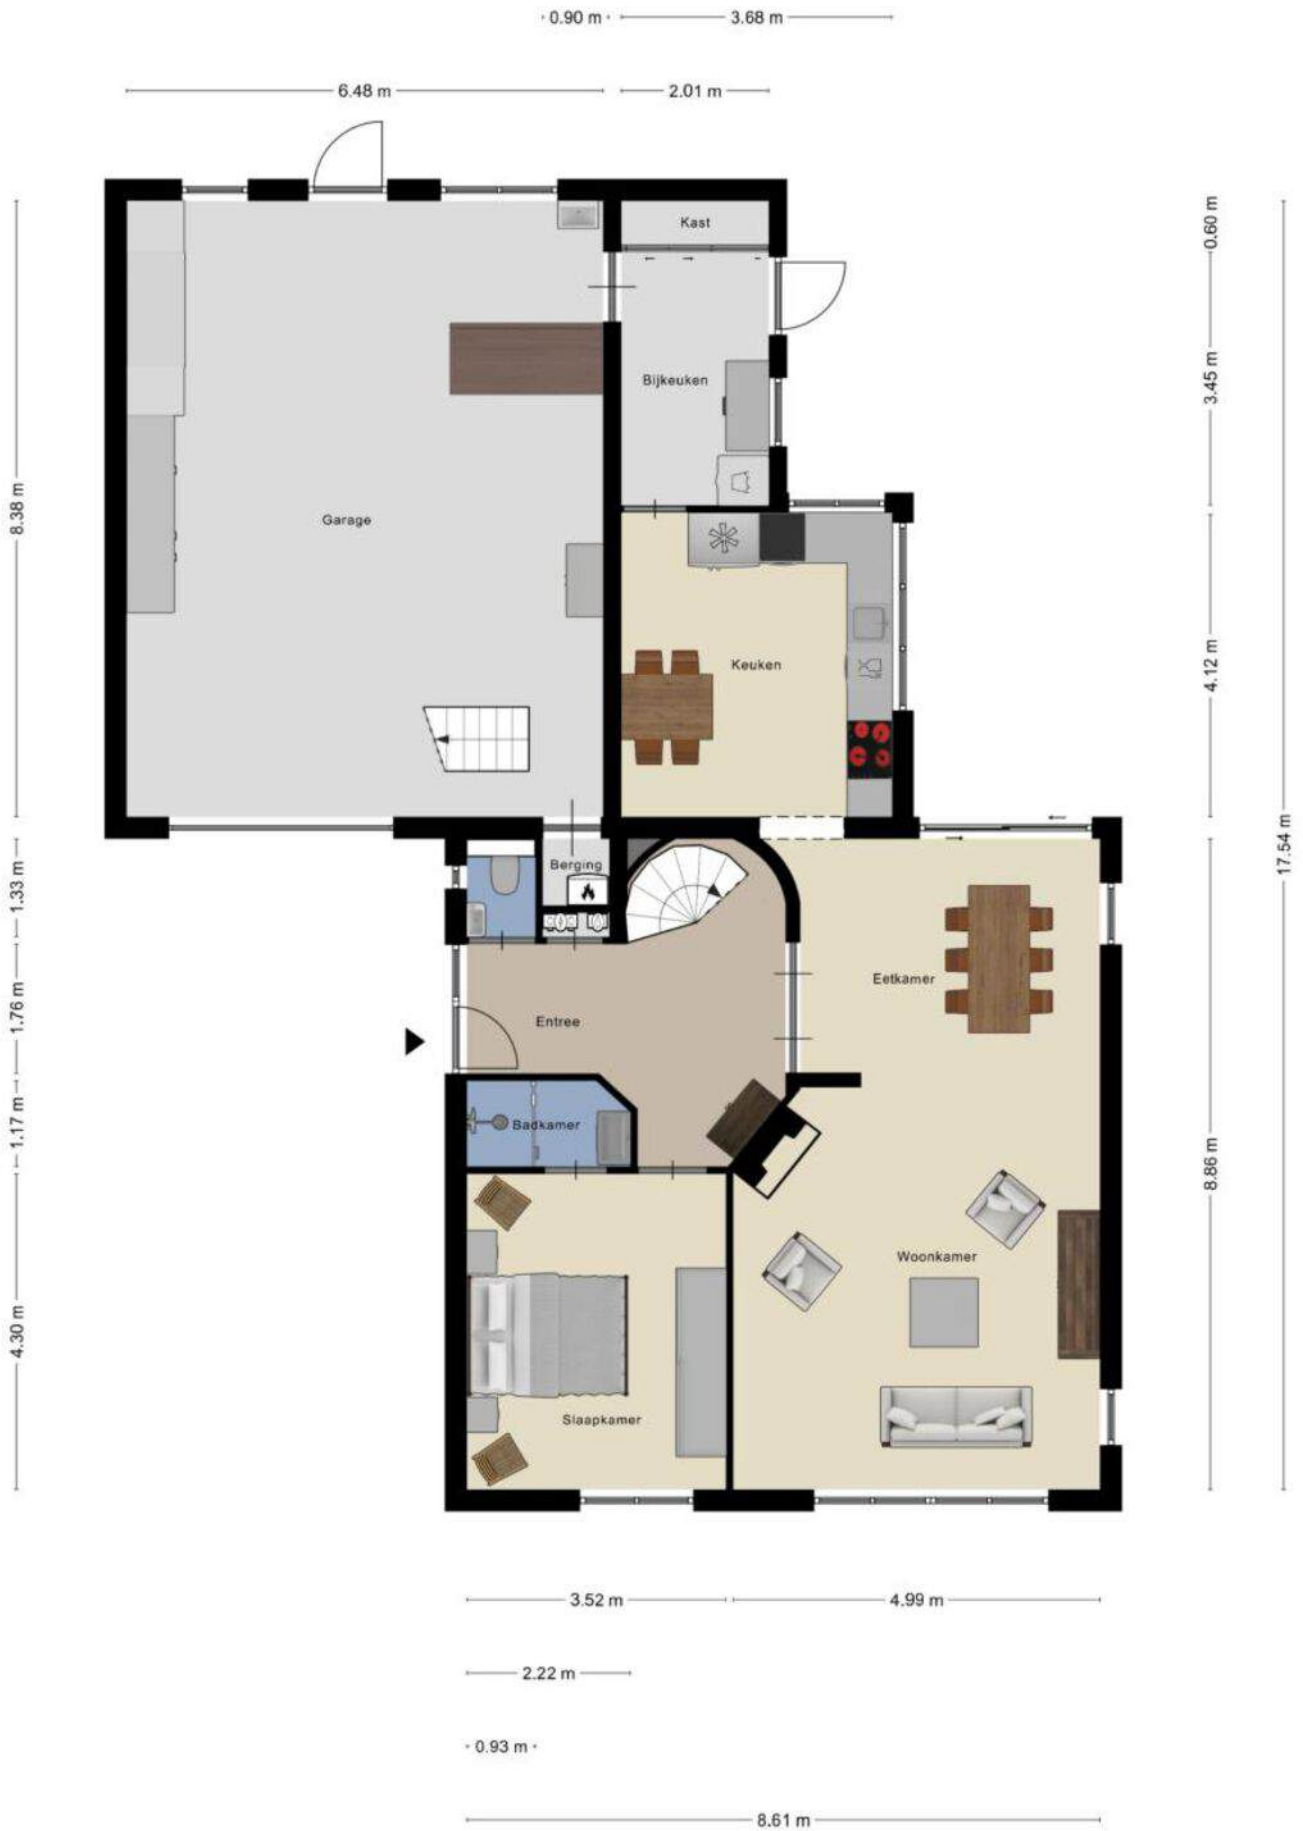 0.90 m
3.68 m
6.48 m
2.01 m
Kast
0.60 m
Bijkeuken
3.45 m
8.38 m
Garage
Keuken
4.12 m
17.54 m
Berging
1.33 m
Eetkamer
1.76 m
Entree
1.17 m
Badkamer
8.86 m
Woonkamer
4.30 m
Slaapkamer
3.52 m
4.99 m
2.22 m
0.93 m
8.61 m